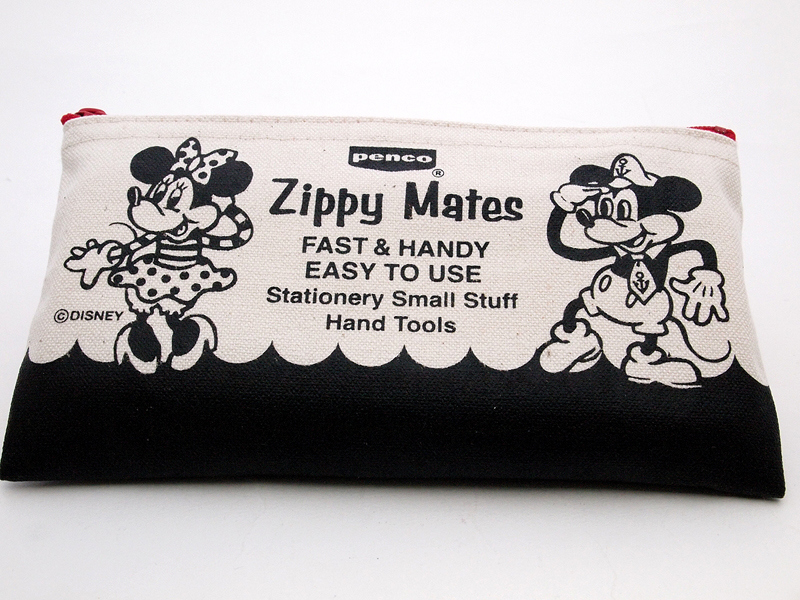 penco
®
Zippy Mates
FAST & HANDY
EASY TO USE
Stationery Small Stuff
Hand Tools
©DISNEY